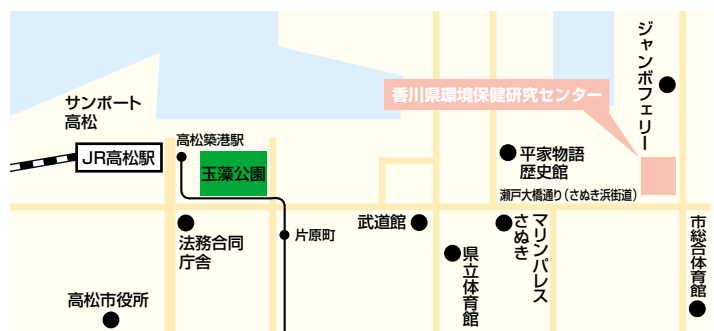 ジャンボフェリー
香川県環境保健研究センター
サンポート
高松
高松築港駅
JR高松駅
玉藻公園
平家物語
歴史館
瀬戸大橋通り(さぬき浜街道)
武道館
マリンパレス
さぬき
市総合体育館
片原町
法務合同
庁舎
県立体育館
高松市役所